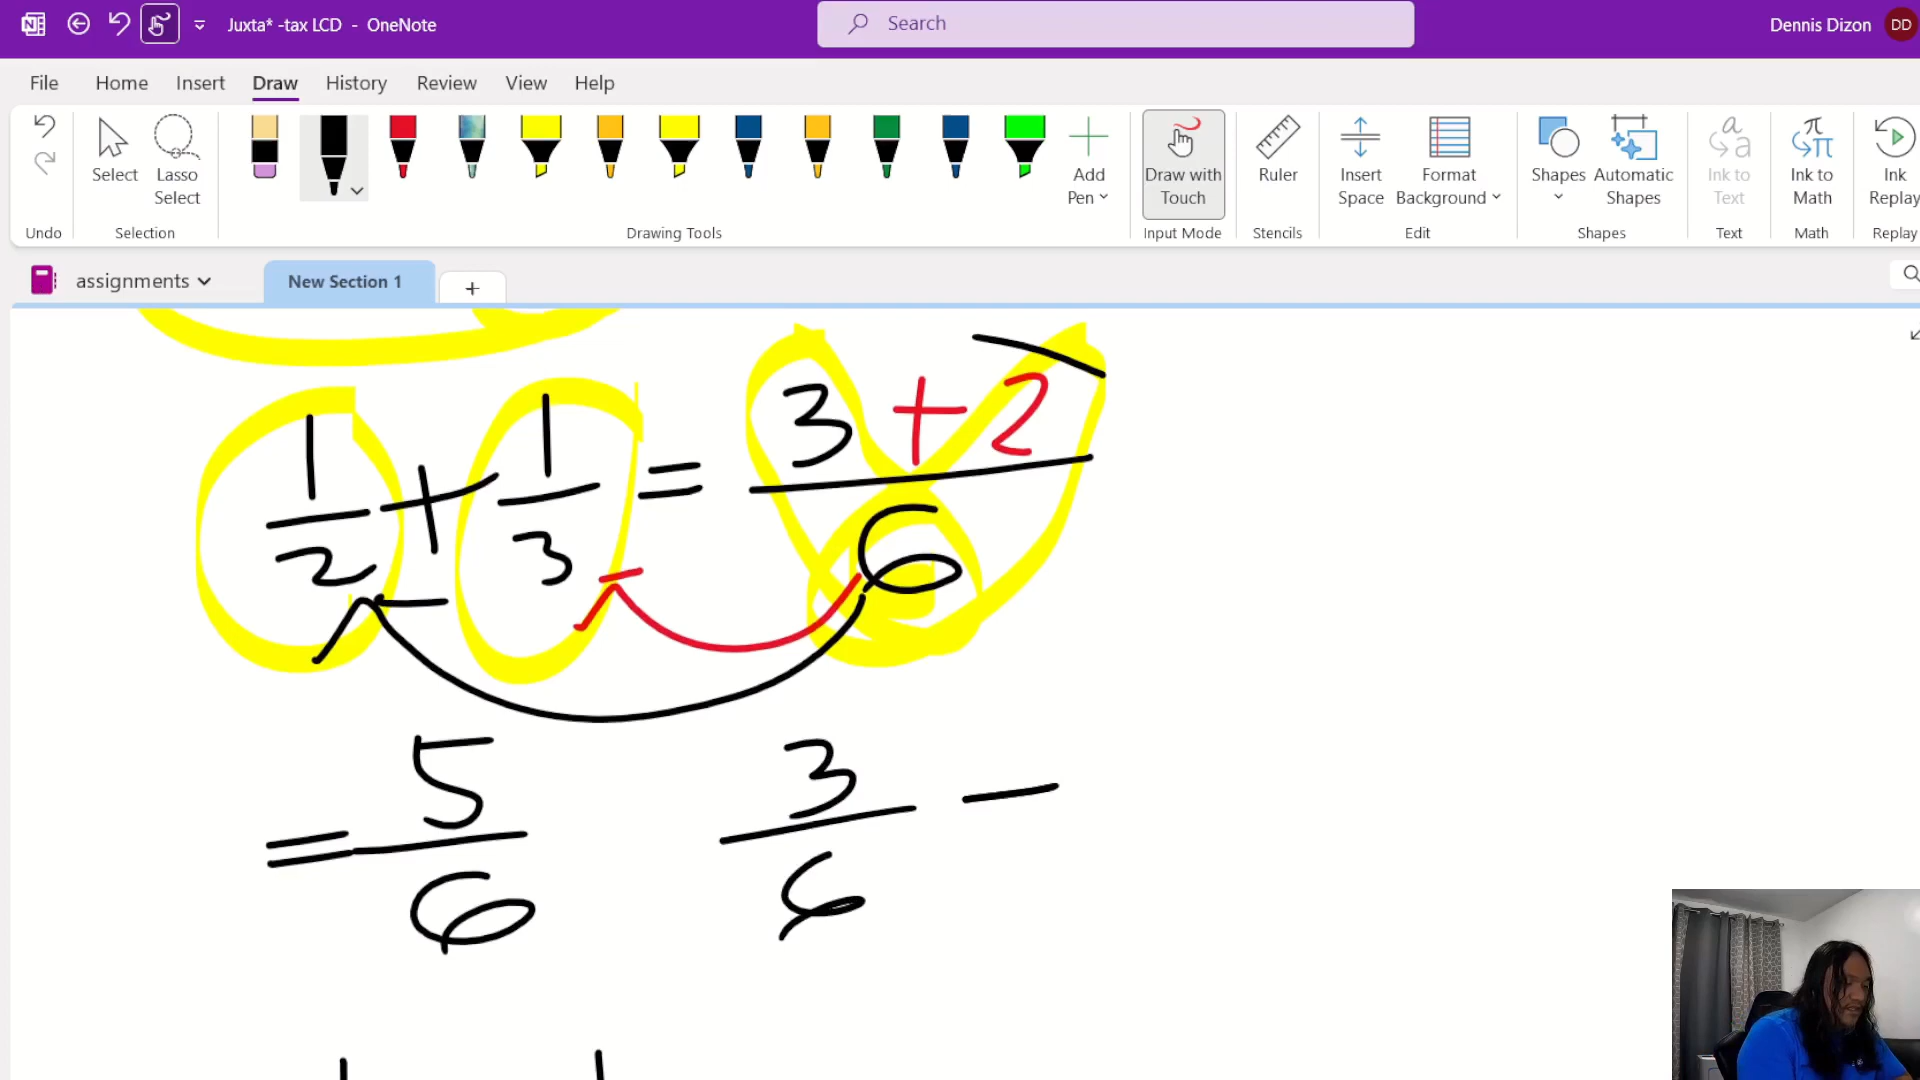 Juxta* -tax LCD - OneNote
Search
Dennis Dizon DD
File Home Insert Draw History Review View Help
Select
Lasso Select
Add Pen
Draw with Touch
Ruler
Insert Space
Format Background
Shapes
Automatic Shapes
Ink to Text
Ink to Math
Ink Replay
Undo Selection Drawing Tools Input Mode Stencils Edit Shapes Text Math Replay
assignments New Section 1 +
1/2 + 1/3 = 3 + 2/6
= 5/6 3/6 -